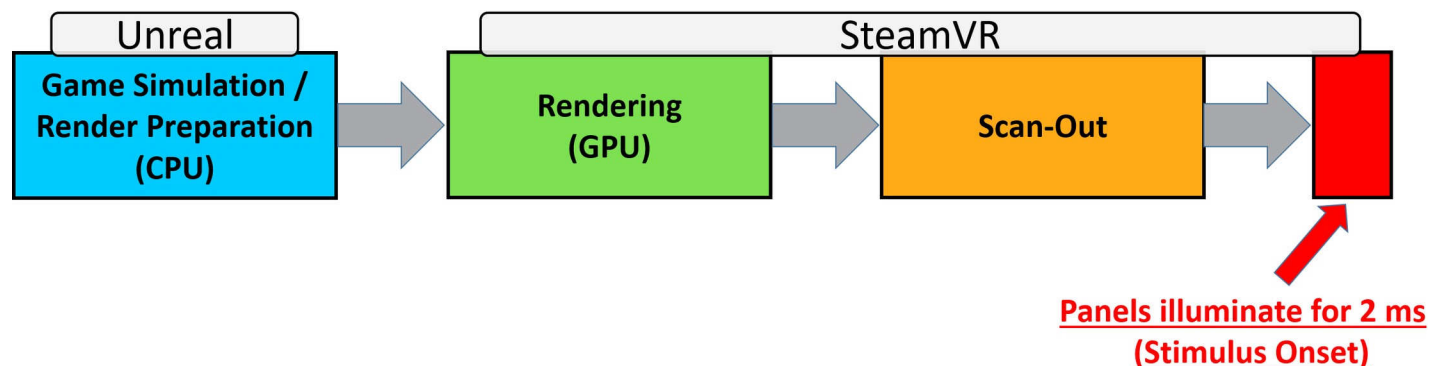 Unreal
SteamVR
Game Simulation /
Render Preparation
(CPU)
Rendering
(GPU)
Scan-Out
Panels illuminate for 2 ms
(Stimulus Onset)